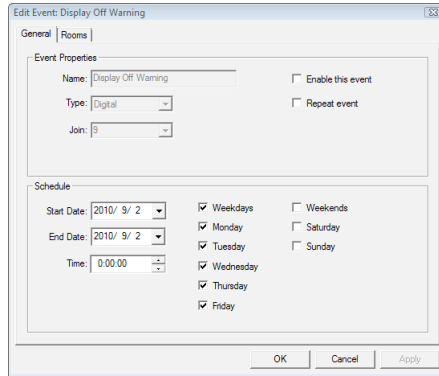 Edit Event: Display Off Warning
General Rooms
Event Properties
Name: Display Off Warning Enable this event
Type: Digital Repeat event
Join: 9
Schedule
Start Date: 2010/ 9/ 2 Weekdays Weekends
Monday Saturday
End Date: 2010/ 9/ 2 Tuesday Sunday
Time: 0:00:00 Wednesday
Thursday
Friday
OK Cancel Apply